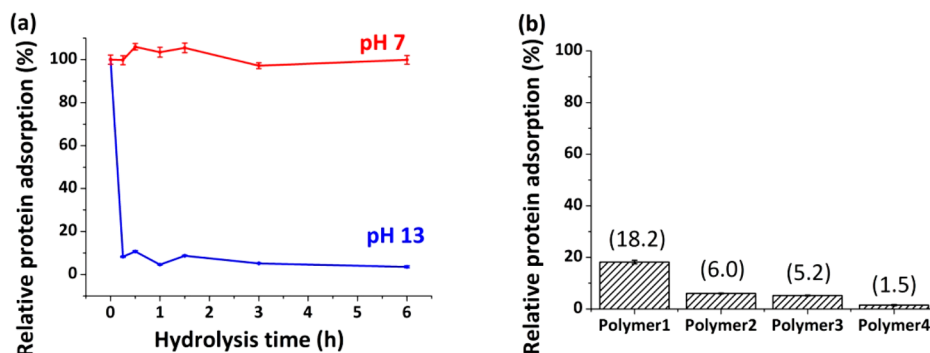 (a)
Relative protein adsorption (%)
100
80
60
40
20
0
pH 7
pH 13
0 1 2 3 4 5 6
Hydrolysis time (h)
(b)
Relative protein adsorption (%)
100
80
60
40
20
0
(18.2)
(6.0)
(5.2)
(1.5)
Polymer1 Polymer2 Polymer3 Polymer4